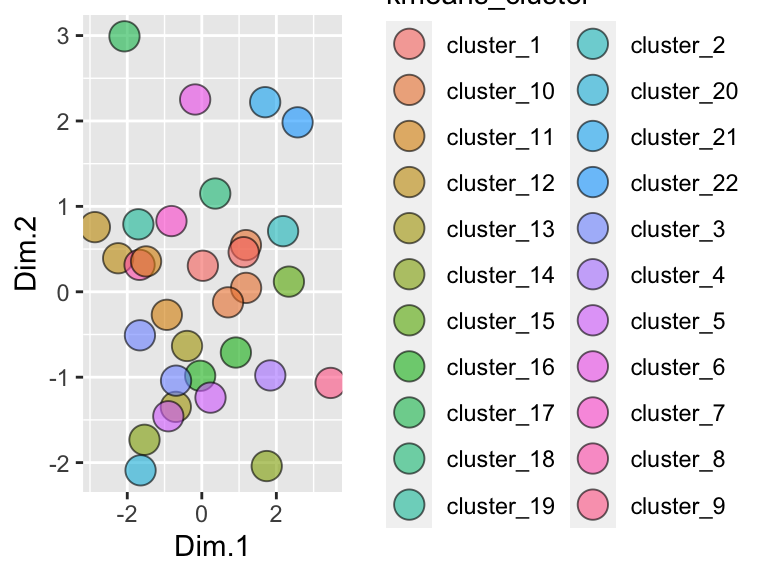 kmeans_cluster
3
2
1
0
-1
-2
-2 0 2
Dim.1
Dim.2
cluster_1
cluster_10
cluster_11
cluster_12
cluster_13
cluster_14
cluster_15
cluster_16
cluster_17
cluster_18
cluster_19
cluster_2
cluster_20
cluster_21
cluster_22
cluster_3
cluster_4
cluster_5
cluster_6
cluster_7
cluster_8
cluster_9